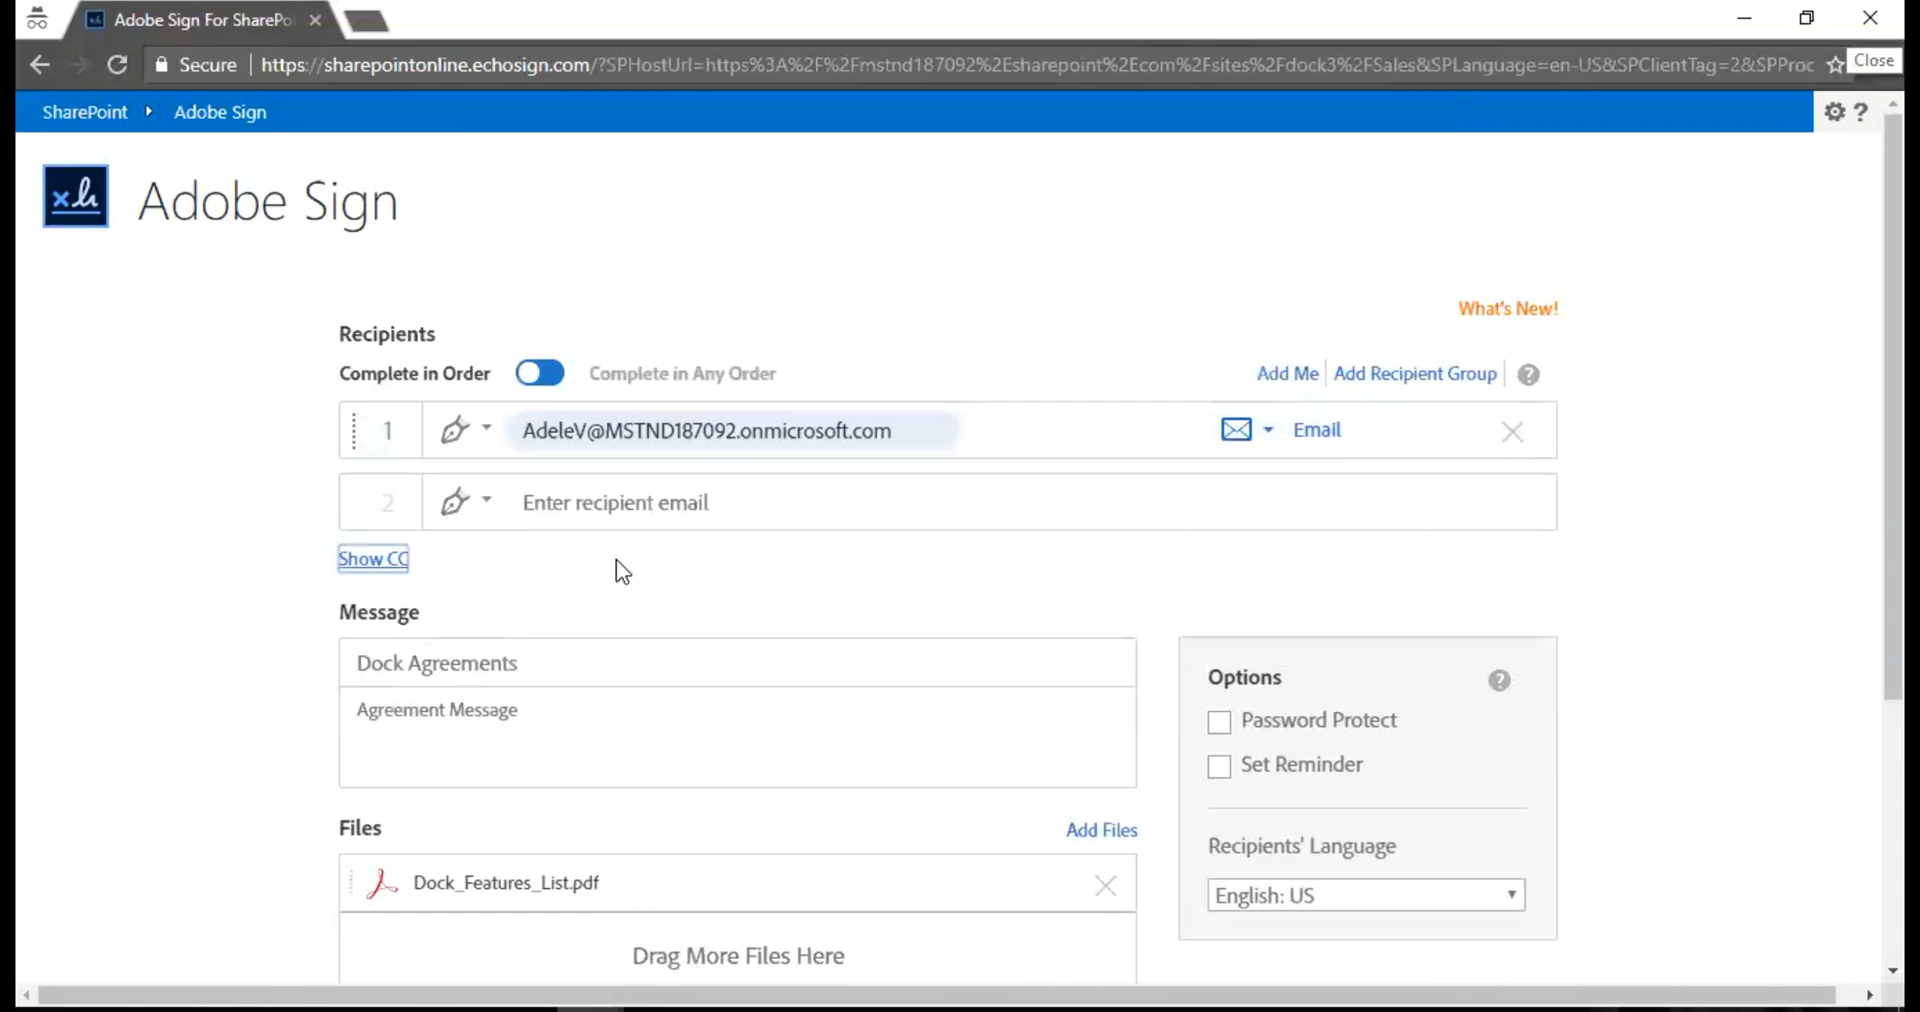 Adobe Sign For SharePo
Secure
https://sharepointonline.echosign.com/?SPHostUrl=https%3A%2F%2Fmstnd187092%2Esharepoint%2Ecom%2Fsites%2Fdock3%2FSales&SPLanguage=en-US&SPClientTag=2&SPProc
Close
SharePoint
Adobe Sign
?
Adobe Sign
What's New!
Recipients
Complete in Order
Complete in Any Order
Add Me
Add Recipient Group
?
1
AdeleV@MSTND187092.onmicrosoft.com
Email
2
Enter recipient email
Show CC
Message
Dock Agreements
Agreement Message
Options
?
Password Protect
Set Reminder
Recipients' Language
English: US
Files
Add Files
Dock_Features_List.pdf
Drag More Files Here